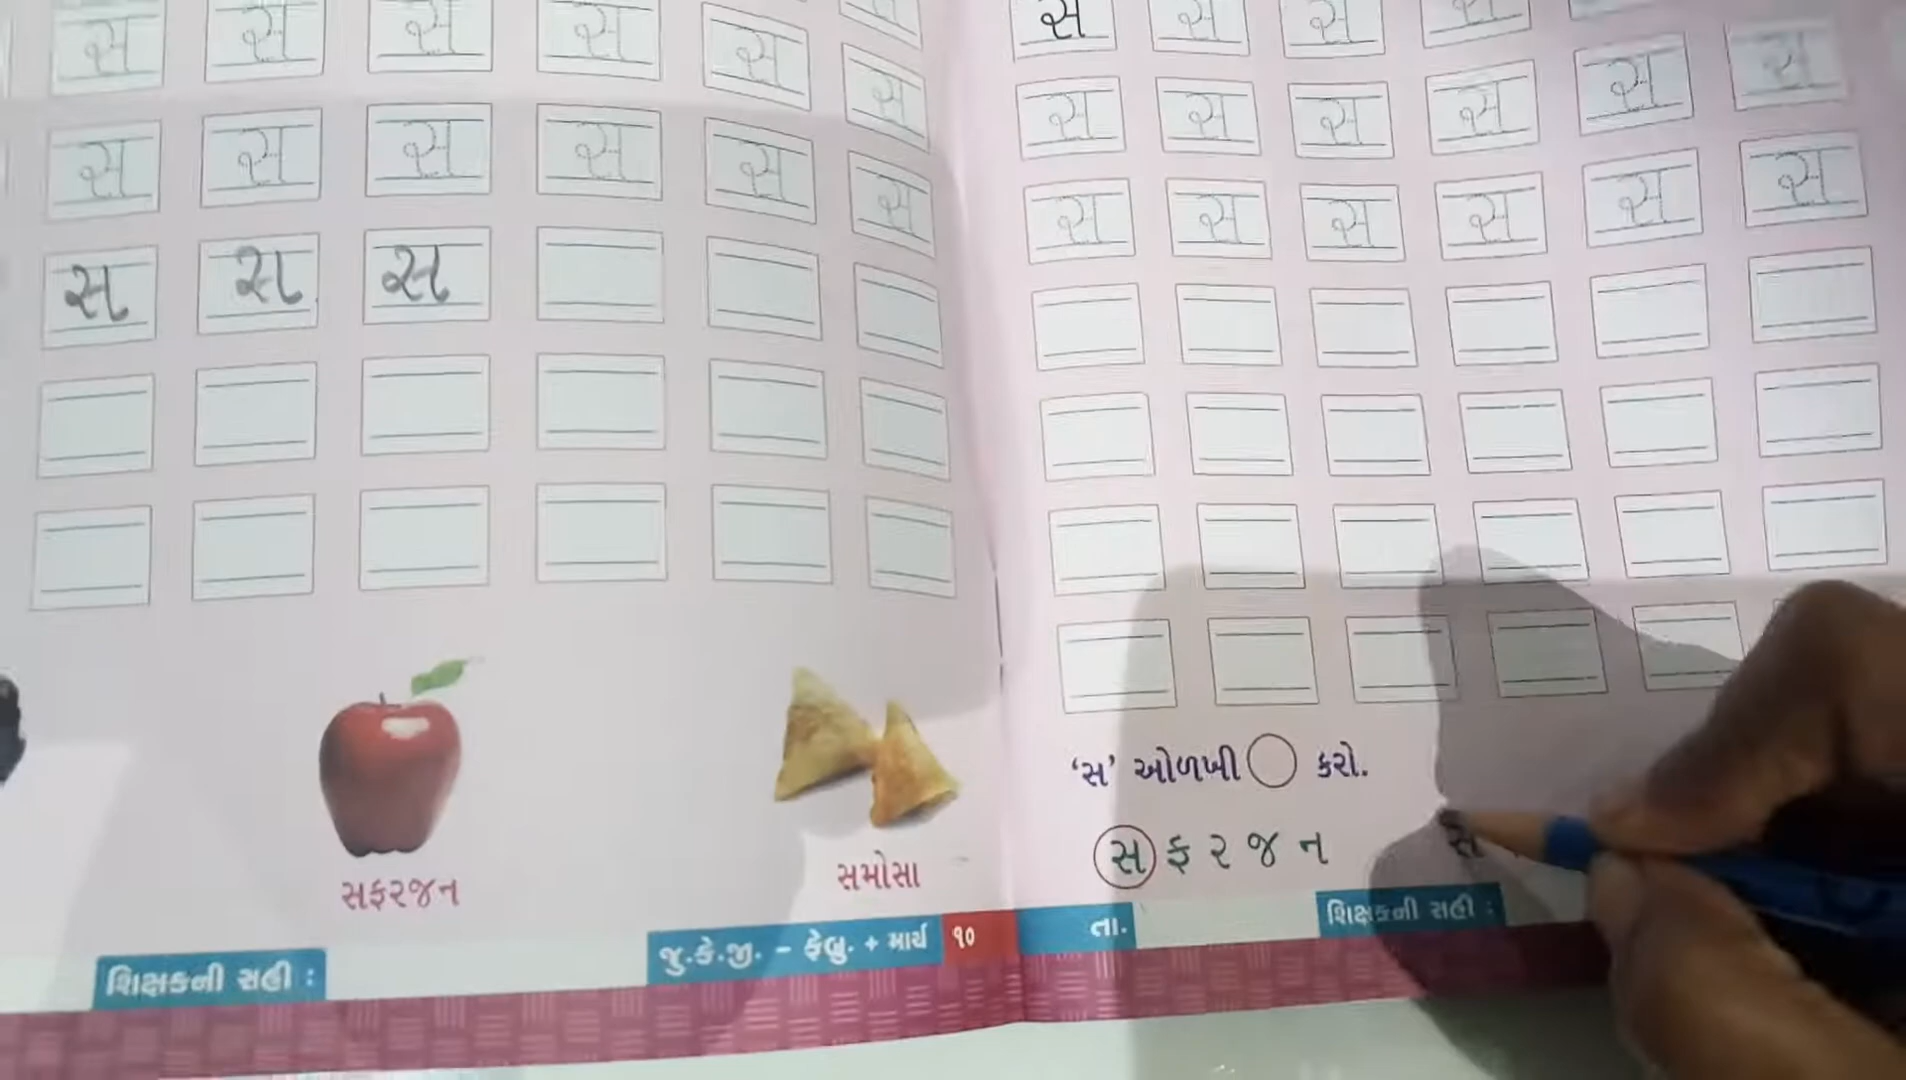 સ સ સ સ સ સ
સ સ સ સ સ સ
સ સ સ
સફરજન
સમોસા
શિક્ષકની સહી :
જુ.કે.જી. - ફેબ્રુ. + માર્ચ ૧૦
સ સ સ સ
સ સ સ સ સ સ
સ સ સ સ સ સ
‘સ’ ઓળખી ◯ કરો.
સ ફ ર જ ન
સ
તા.
શિક્ષકની સહી :